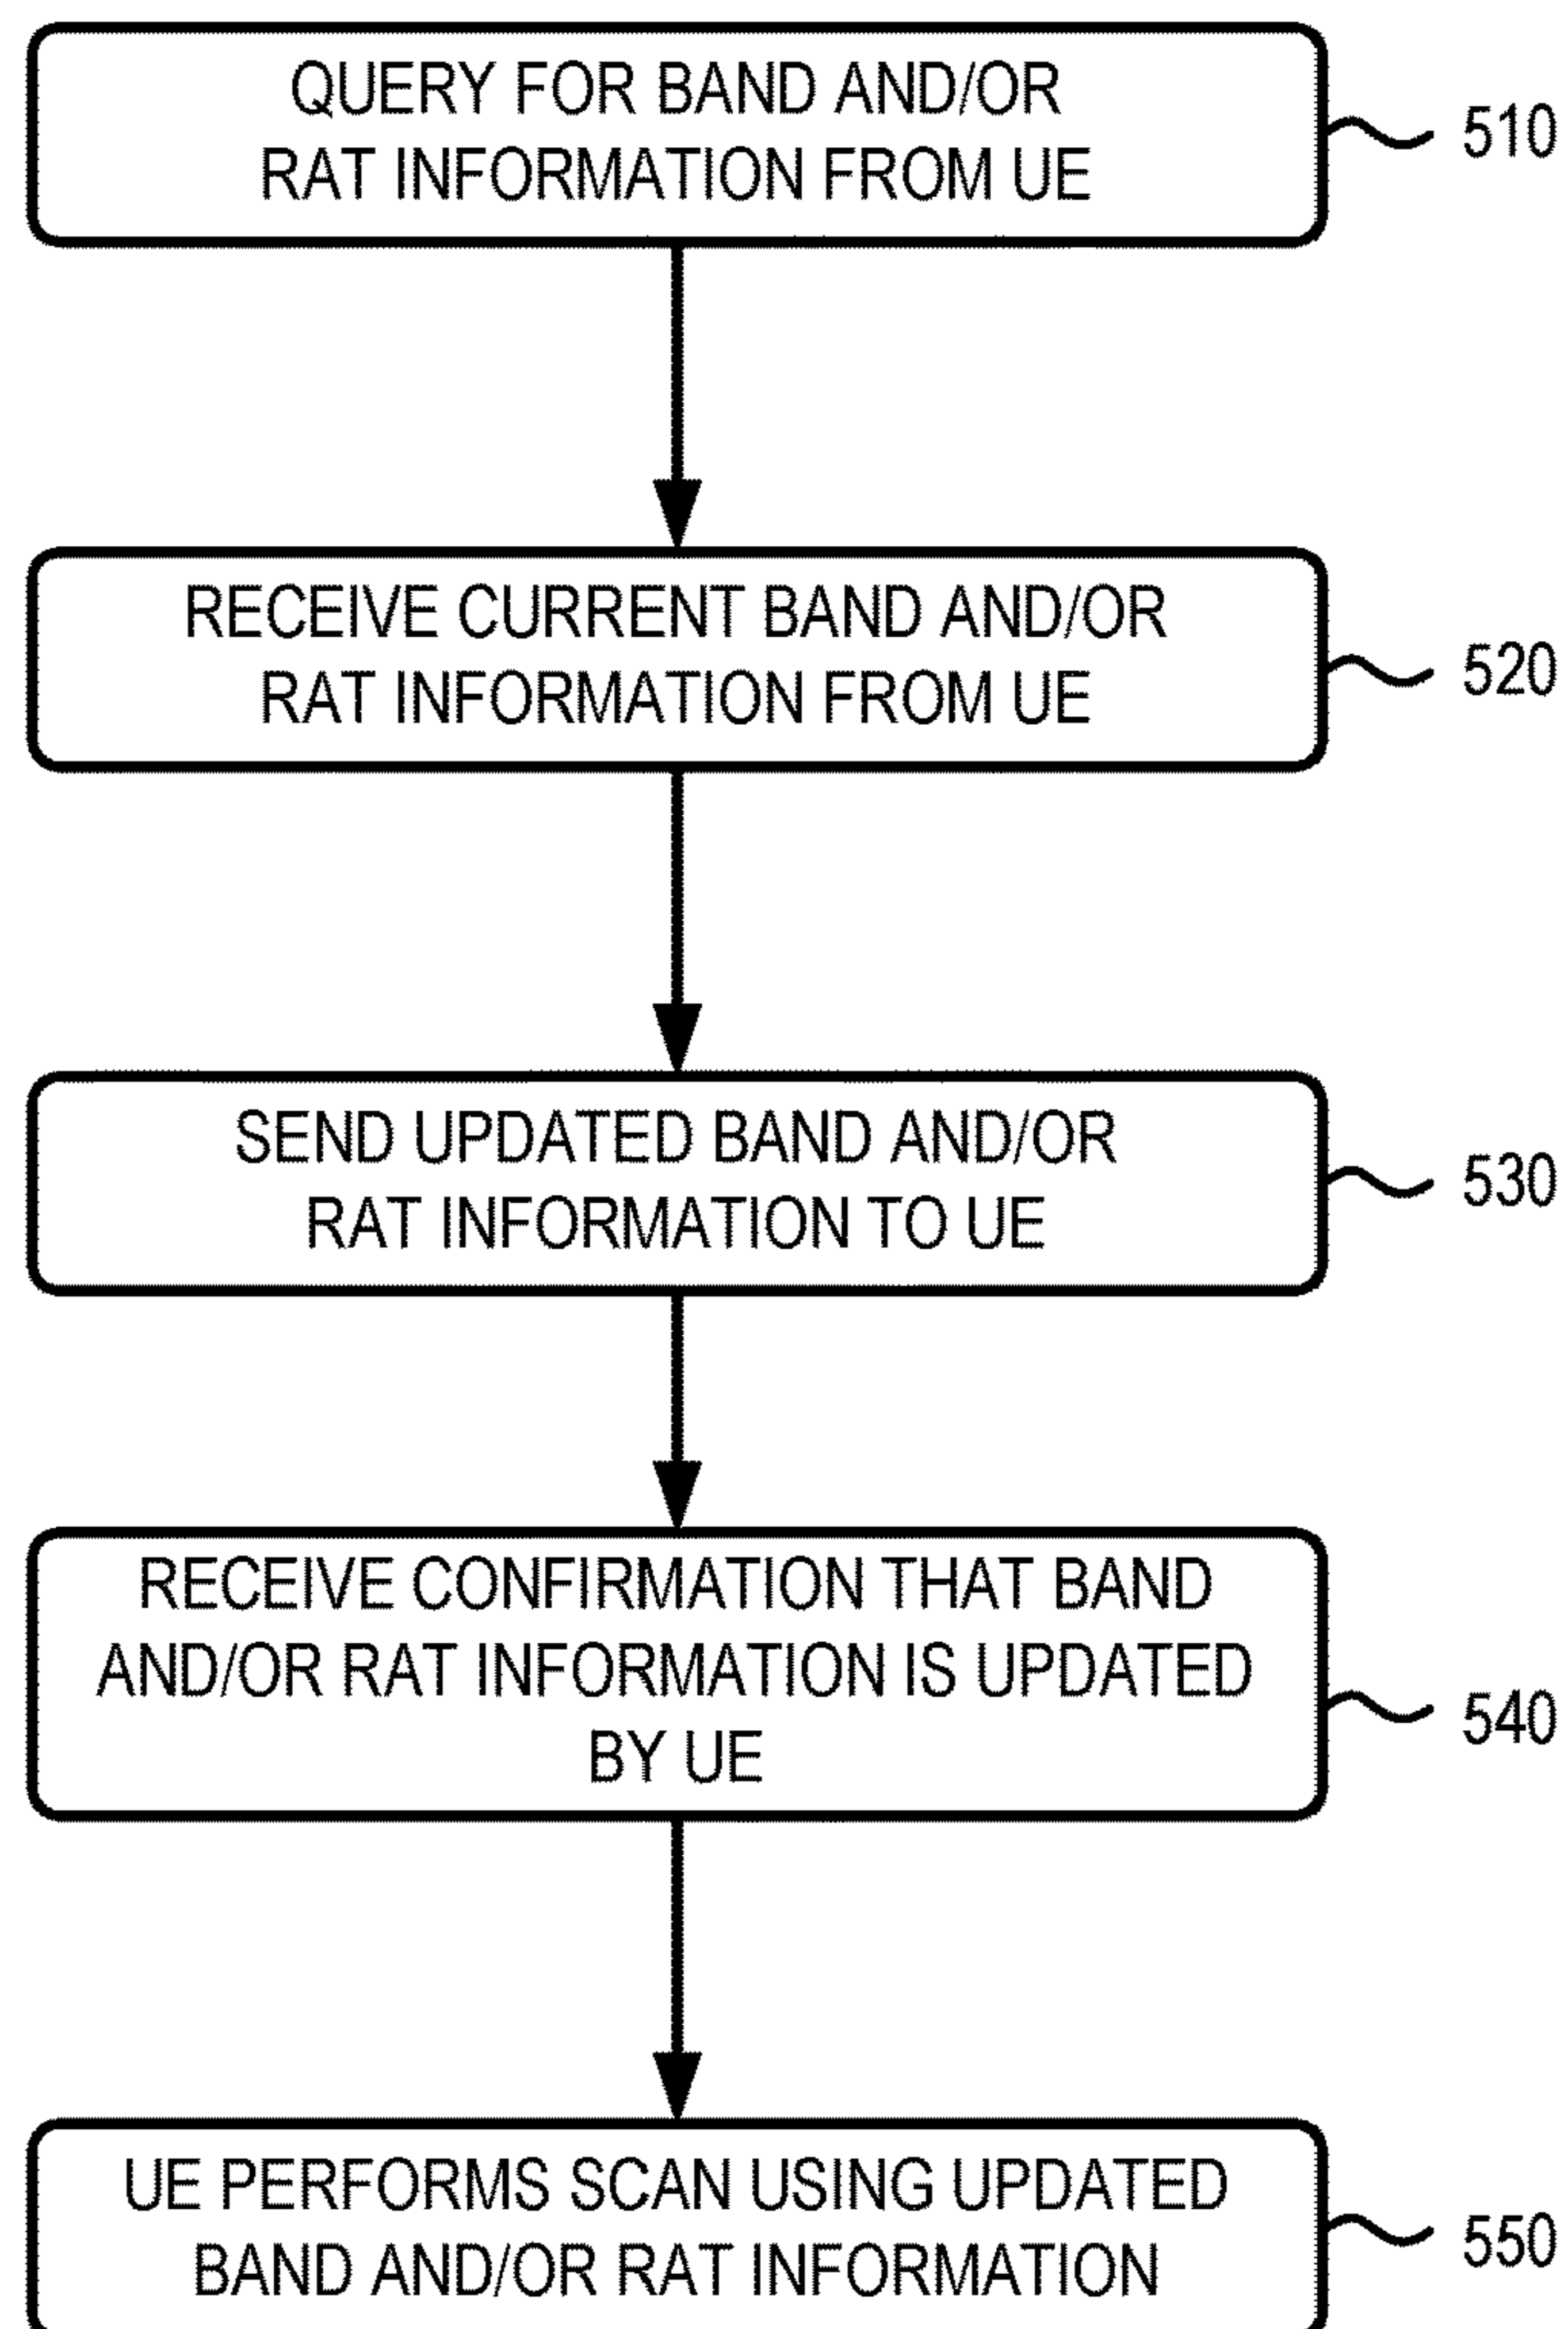 QUERY FOR BAND AND/OR
RAT INFORMATION FROM UE
510
RECEIVE CURRENT BAND AND/OR
RAT INFORMATION FROM UE
520
SEND UPDATED BAND AND/OR
RAT INFORMATION TO UE
530
RECEIVE CONFIRMATION THAT BAND
AND/OR RAT INFORMATION IS UPDATED
BY UE
540
UE PERFORMS SCAN USING UPDATED
BAND AND/OR RAT INFORMATION
550